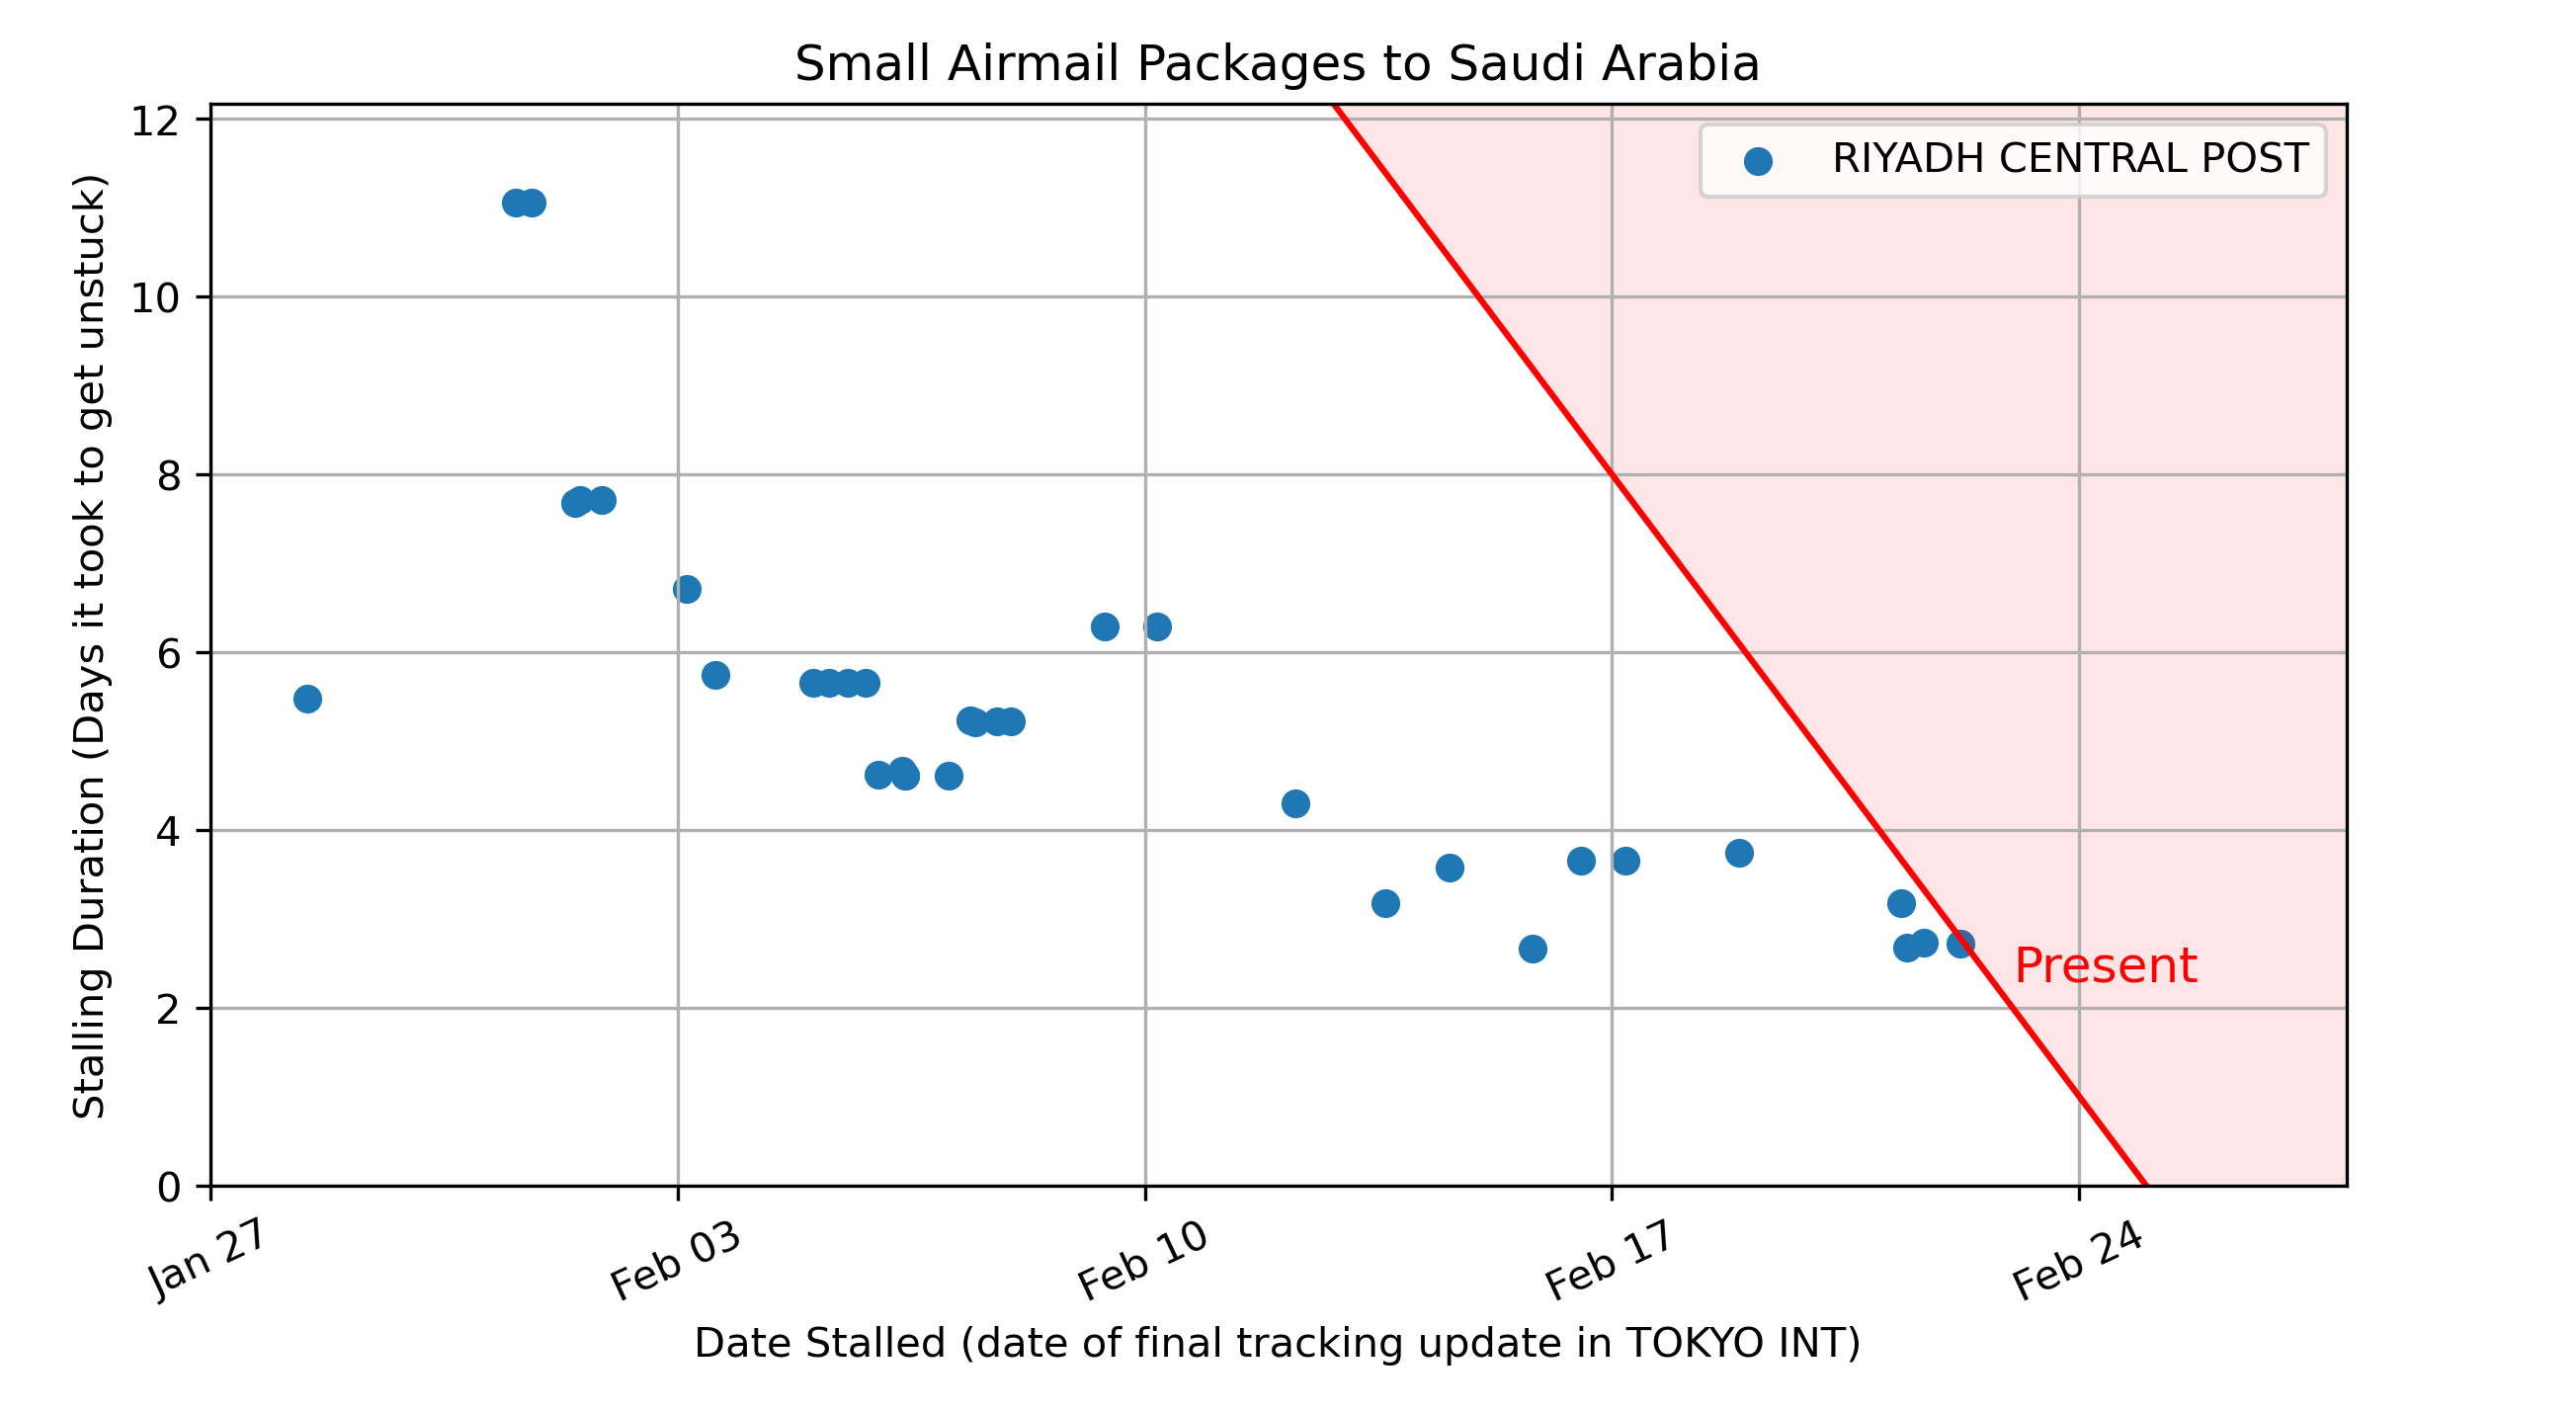 Small Airmail Packages to Saudi Arabia
12
10
8
6
4
2
0
Stalling Duration (Days it took to get unstuck)
RIYADH CENTRAL POST
Present
Jan 27
Feb 03
Feb 10
Feb 17
Feb 24
Date Stalled (date of final tracking update in TOKYO INT)